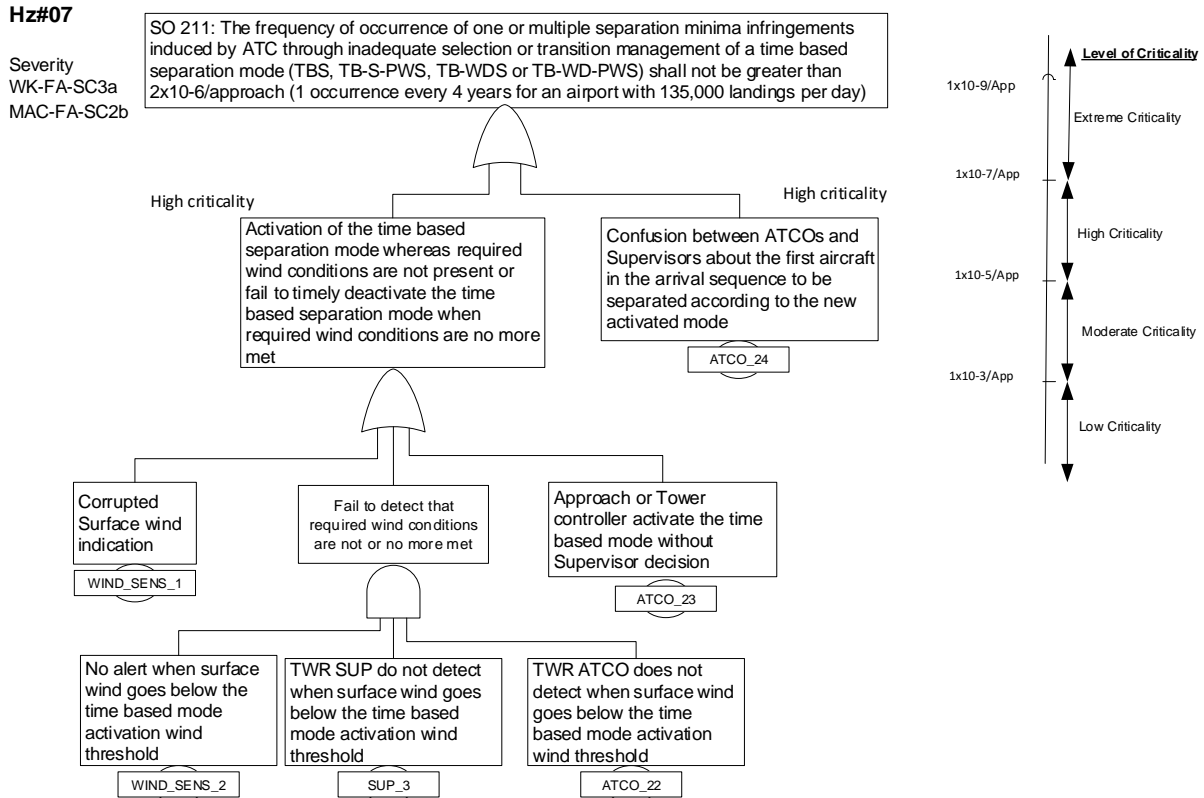 Hz#07
Severity
WK-FA-SC3a
MAC-FA-SC2b
SO 211: The frequency of occurrence of one or multiple separation minima infringements
induced by ATC through inadequate selection or transition management of a time based
separation mode (TBS, TB-S-PWS, TB-WDS or TB-WD-PWS) shall not be greater than
2x10-6/approach (1 occurrence every 4 years for an airport with 135,000 landings per day)
High criticality
Activation of the time based
separation mode whereas required
wind conditions are not present or
fail to timely deactivate the time
based separation mode when
required wind conditions are no more
met
High criticality
Confusion between ATCOs and
Supervisors about the first aircraft
in the arrival sequence to be
separated according to the new
activated mode
ATCO_24
Corrupted
Surface wind
indication
WIND_SENS_1
Fail to detect that
required wind conditions
are not or no more met
Approach or Tower
controller activate the time
based mode without
Supervisor decision
ATCO_23
No alert when surface
wind goes below the
time based mode
activation wind
threshold
WIND_SENS_2
TWR SUP do not detect
when surface wind goes
below the time based
mode activation wind
threshold
SUP_3
TWR ATCO does not
detect when surface wind
goes below the time
based mode activation
wind threshold
ATCO_22
Level of Criticality
1x10-9/App
Extreme Criticality
1x10-7/App
High Criticality
1x10-5/App
Moderate Criticality
1x10-3/App
Low Criticality